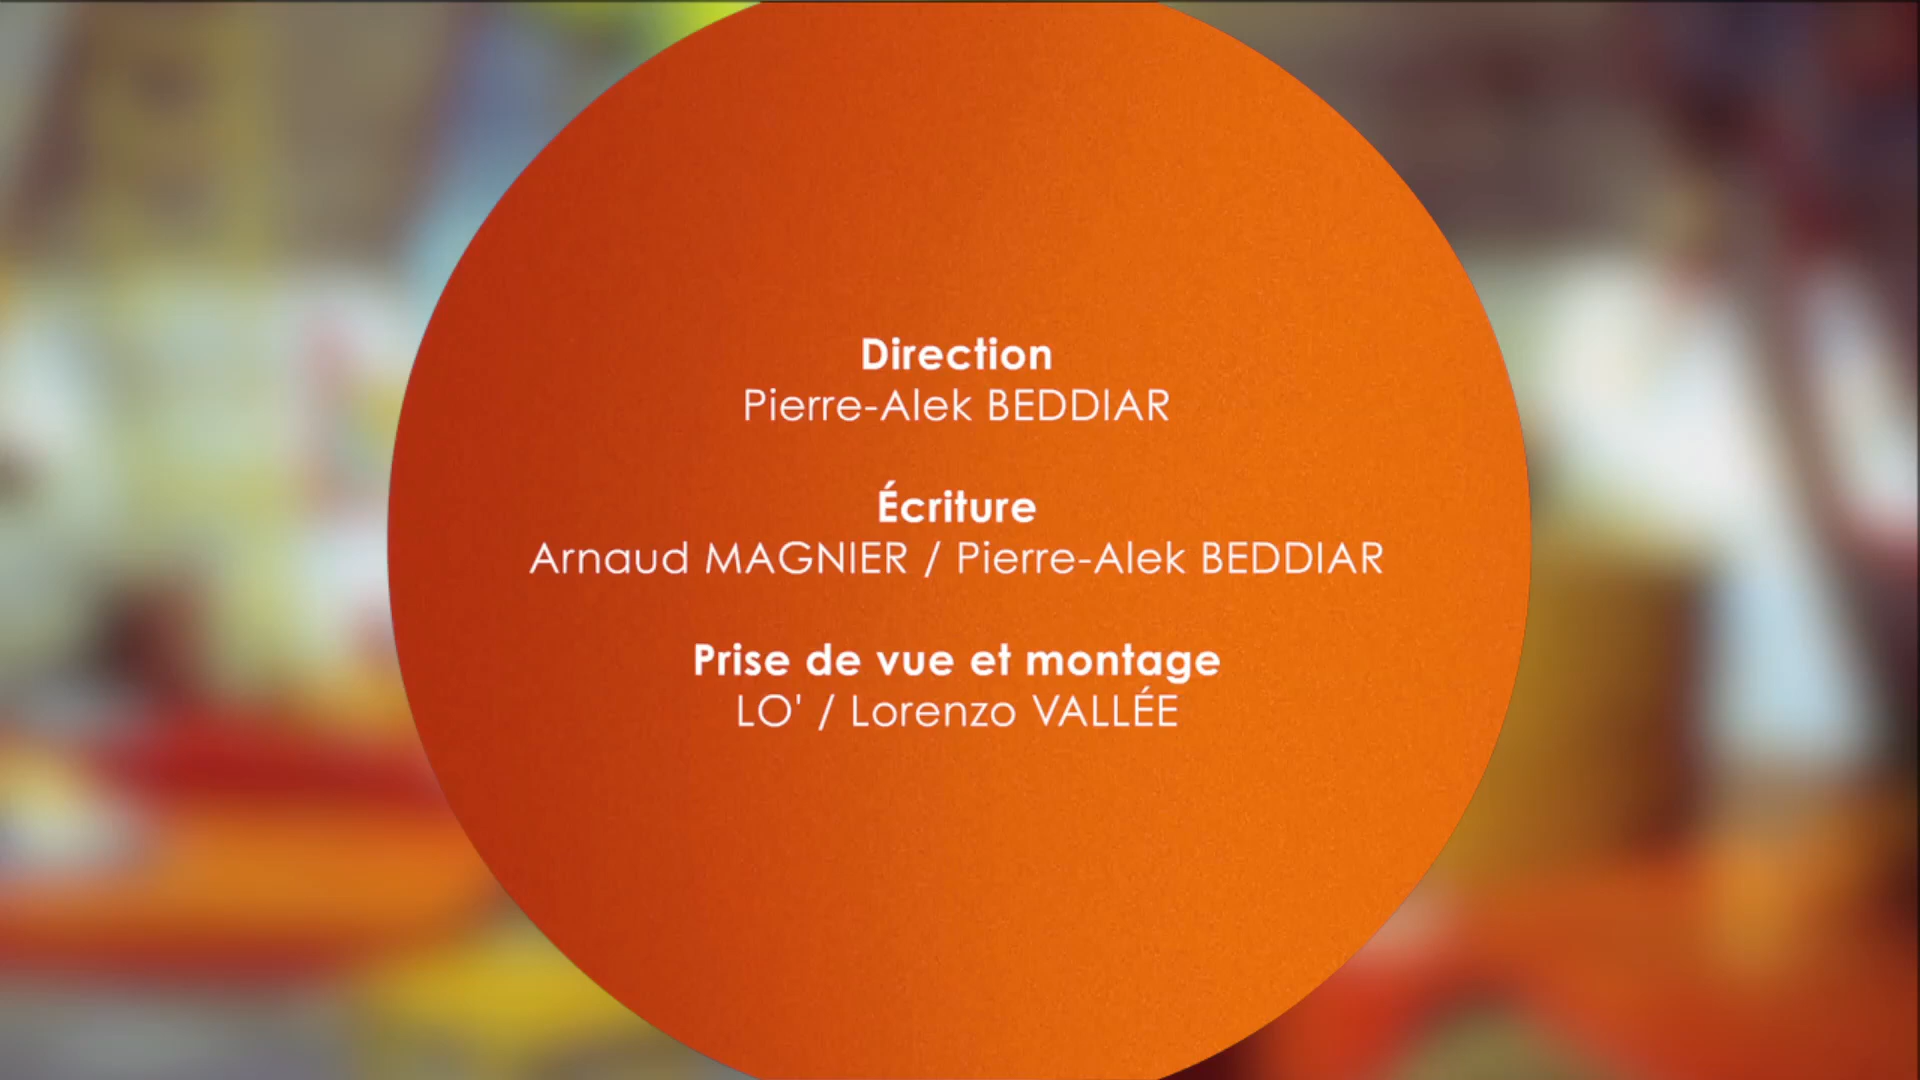 Direction
Pierre-Alek BEDDIAR
Écriture
Arnaud MAGNIER / Pierre-Alek BEDDIAR
Prise de vue et montage
LO' / Lorenzo VALLÉE